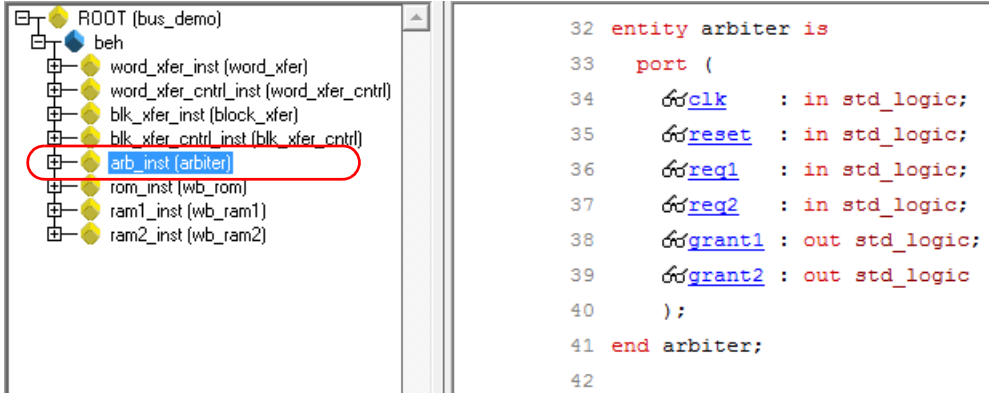 ROOT (bus_demo)
beh
word_xfer_inst (word_xfer)
word_xfer_cntrl_inst (word_xfer_cntrl)
blk_xfer_inst (block_xfer)
blk_xfer_cntrl_inst (blk_xfer_cntrl)
arb_inst (arbiter)
rom_inst (wb_rom)
ram1_inst (wb_ram1)
ram2_inst (wb_ram2)
32 entity arbiter is
33 port (
34 clk : in std_logic;
35 reset : in std_logic;
36 req1 : in std_logic;
37 req2 : in std_logic;
38 grant1 : out std_logic;
39 grant2 : out std_logic
40 );
41 end arbiter;
42